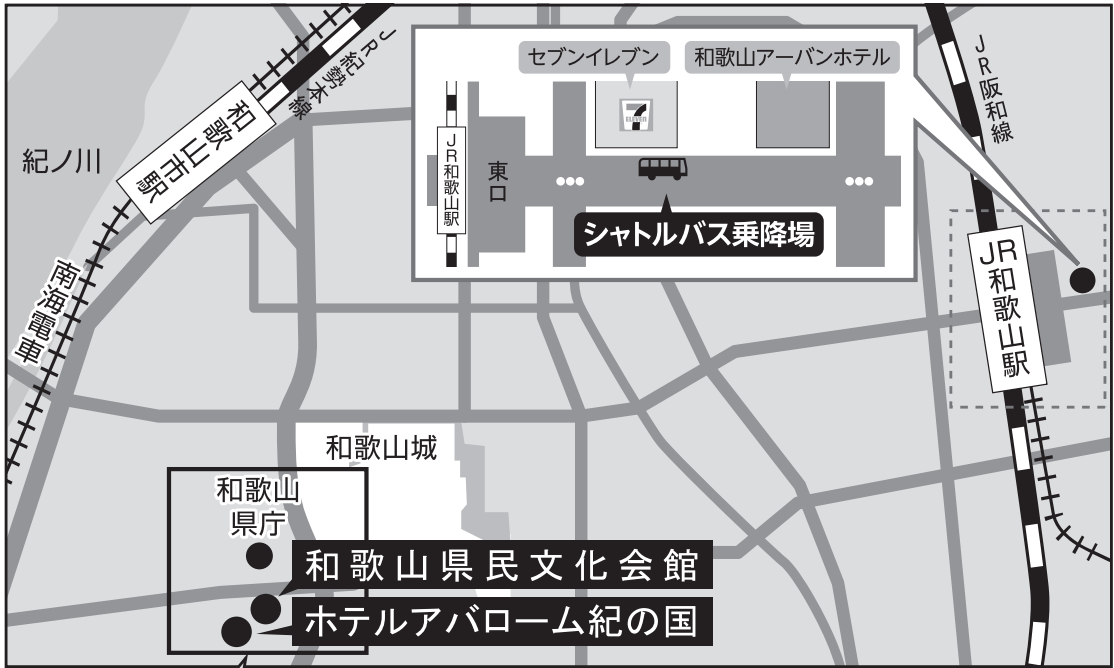 JR紀勢本線
和歌山市駅
紀ノ川
南海電車
セブンイレブン
和歌山アーバンホテル
7
ELEVEN
JR和歌山駅
東口
シャトルバス乗降場
JR阪和線
JR和歌山駅
和歌山城
和歌山
県庁
和歌山県民文化会館
ホテルアバローム紀の国